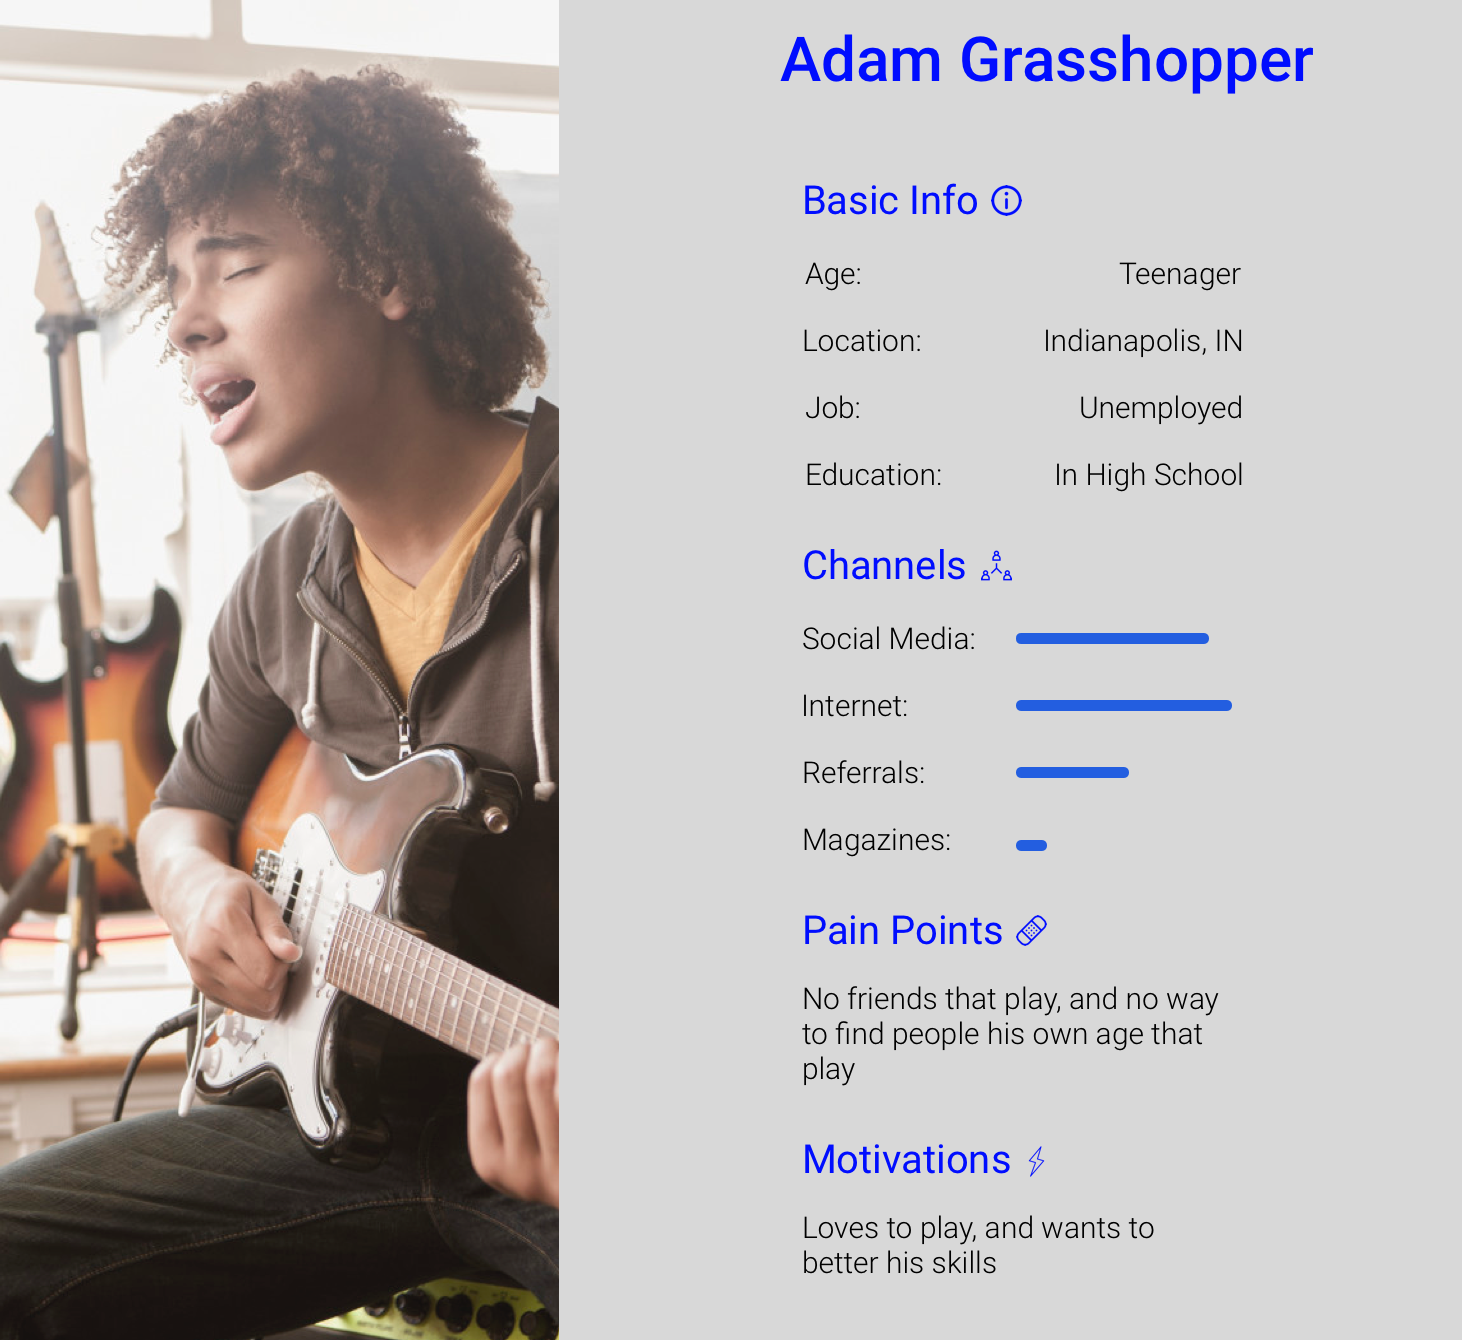 Adam Grasshopper
Basic Info
Age: Teenager
Location: Indianapolis, IN
Job: Unemployed
Education: In High School
Channels
Social Media:
Internet:
Referrals:
Magazines:
Pain Points
No friends that play, and no way
to find people his own age that
play
Motivations
Loves to play, and wants to
better his skills